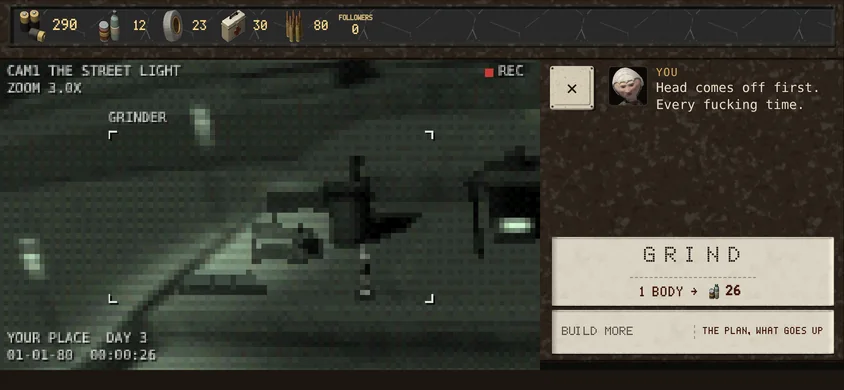 290 12 23 30 80 FOLLOWERS
0
CAM1 THE STREET LIGHT
ZOOM 3.0X
REC
GRINDER
YOUR PLACE DAY 3
01-01-80 00:00:26
×
YOU
Head comes off first.
Every fucking time.
GRIND
1 BODY → 26
BUILD MORE
THE PLAN, WHAT GOES UP